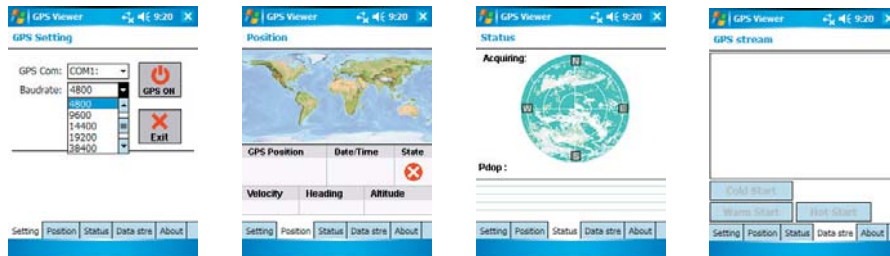 GPS Viewer 9:20
GPS Setting
GPS Com: COM1:
Baudrate: 4800
4800
9600
14400
19200
38400
GPS ON
Exit
Setting Position Status Data stre About
GPS Viewer 9:20
Position
GPS Position Date/Time State
Velocity Heading Altitude
Setting Position Status Data stre About
GPS Viewer 9:20
Status
Acquiring:
N
W E
S
Pdop :
Setting Position Status Data stre About
GPS Viewer 9:20
GPS stream
Cold Start
Warm Start Hot Start
Setting Position Status Data stre About